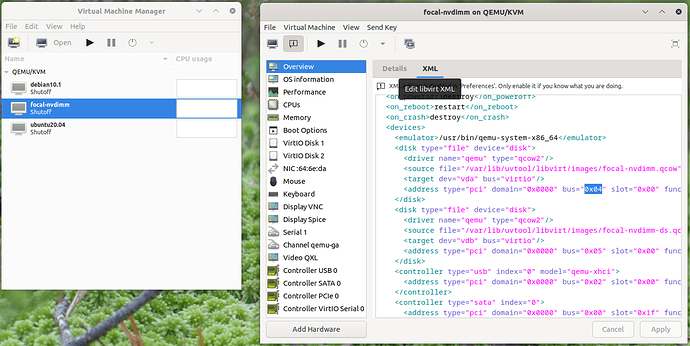 Virtual Machine Manager
File Edit View Help
Open
Name CPU usage
QEMU/KVM
debian10.1
Shutoff
focal-nvdimm
Shutoff
ubuntu20.04
Shutoff
focal-nvdimm on QEMU/KVM
File Virtual Machine View Send Key
Overview
OS information
Performance
CPUs
Memory
Boot Options
VirtIO Disk 1
VirtIO Disk 2
NIC :64:6e:da
Mouse
Keyboard
Display VNC
Display Spice
Serial 1
Channel qemu-ga
Video QXL
Controller USB 0
Controller SATA 0
Controller PCIe 0
Controller VirtIO Serial 0
Add Hardware
Details XML
XM 'Preferences'. Only enable it if you know what you are doing.
Edit libvirt XML
<on_poweroff>destroy</on_poweroff>
<on_reboot>restart</on_reboot>
<on_crash>destroy</on_crash>
<devices>
<emulator>/usr/bin/qemu-system-x86_64</emulator>
<disk type="file" device="disk">
<driver name="qemu" type="qcow2"/>
<source file="/var/lib/uvtool/libvirt/images/focal-nvdimm.qcow"
<target dev="vda" bus="virtio"/>
<address type="pci" domain="0x0000" bus="0x04" slot="0x00" func
</disk>
<disk type="file" device="disk">
<driver name="qemu" type="qcow2"/>
<source file="/var/lib/uvtool/libvirt/images/focal-nvdimm-ds.qc
<target dev="vdb" bus="virtio"/>
<address type="pci" domain="0x0000" bus="0x05" slot="0x00" func
</disk>
<controller type="usb" index="0" model="qemu-xhci">
<address type="pci" domain="0x0000" bus="0x02" slot="0x00" func
</controller>
<controller type="sata" index="0">
<address type="pci" domain="0x0000" bus="0x00" slot="0x1f" func
Cancel Apply